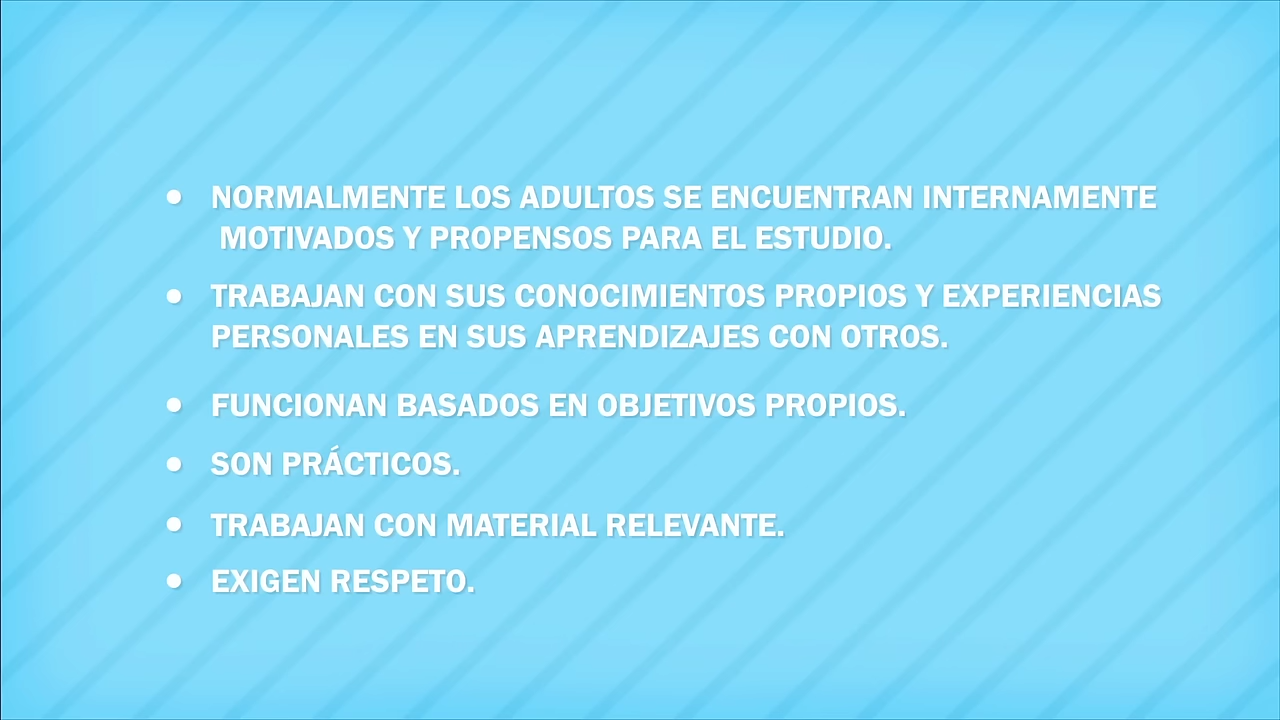 • NORMALMENTE LOS ADULTOS SE ENCUENTRAN INTERNAMENTE
MOTIVADOS Y PROPENSOS PARA EL ESTUDIO.
• TRABAJAN CON SUS CONOCIMIENTOS PROPIOS Y EXPERIENCIAS
PERSONALES EN SUS APRENDIZAJES CON OTROS.
• FUNCIONAN BASADOS EN OBJETIVOS PROPIOS.
• SON PRÁCTICOS.
• TRABAJAN CON MATERIAL RELEVANTE.
• EXIGEN RESPETO.